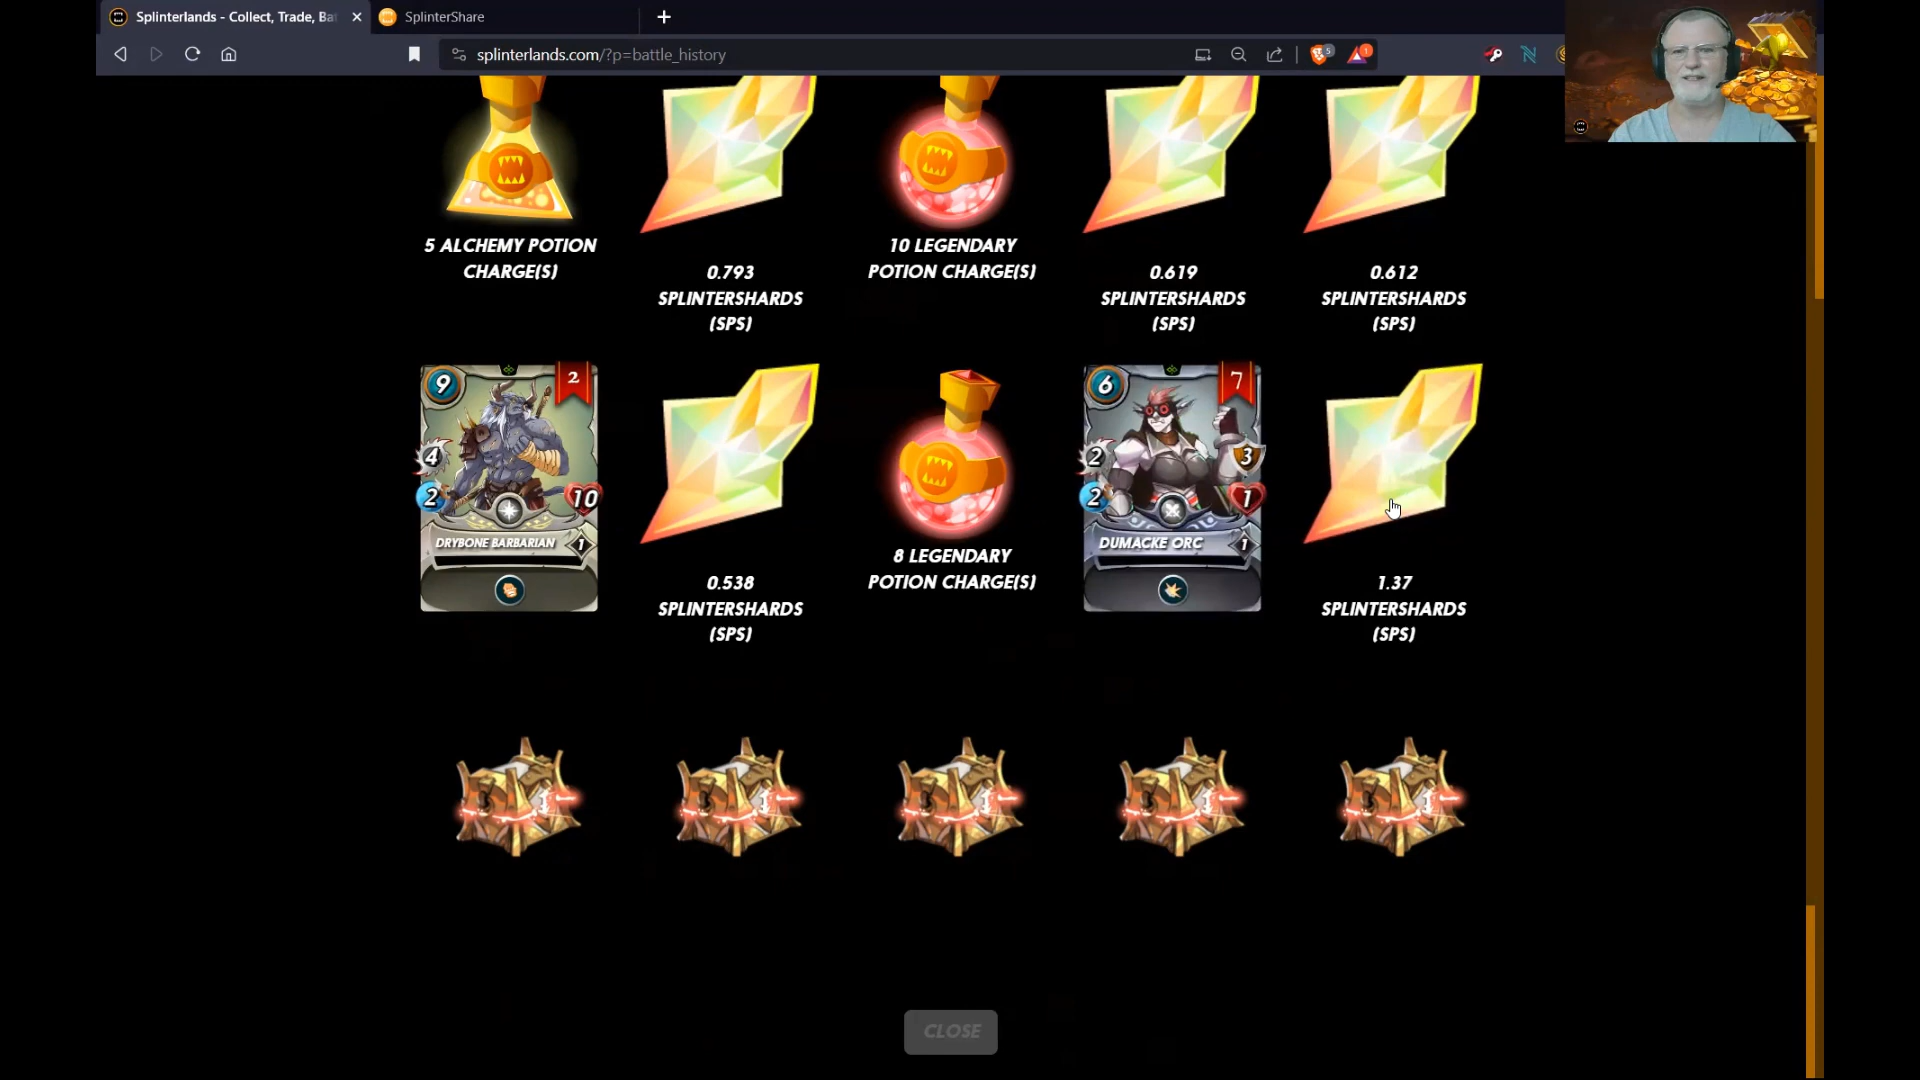 Splinterlands - Collect, Trade, Ba
SplinterShare
splinterlands.com/?p=battle_history
5
1
5 ALCHEMY POTION
CHARGE(S)
0.793
SPLINTERSHARDS
(SPS)
10 LEGENDARY
POTION CHARGE(S)
0.619
SPLINTERSHARDS
(SPS)
0.612
SPLINTERSHARDS
(SPS)
9
2
4
2
10
DRYBONE BARBARIAN
1
0.538
SPLINTERSHARDS
(SPS)
8 LEGENDARY
POTION CHARGE(S)
6
7
2
3
2
1
DUMACKE ORC
1
1.37
SPLINTERSHARDS
(SPS)
CLOSE